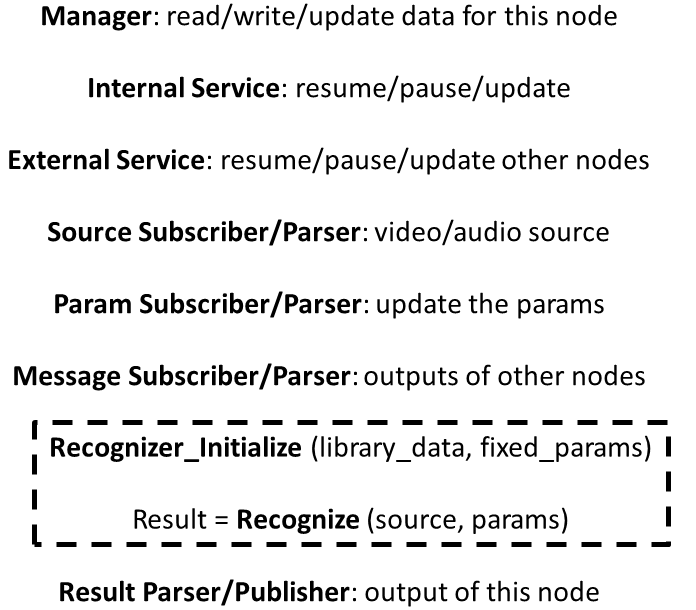 Manager: read/write/update data for this node
Internal Service: resume/pause/update
External Service: resume/pause/update other nodes
Source Subscriber/Parser: video/audio source
Param Subscriber/Parser: update the params
Message Subscriber/Parser: outputs of other nodes
Recognizer_Initialize (library_data, fixed_params)
Result = Recognize (source, params)
Result Parser/Publisher: output of this node